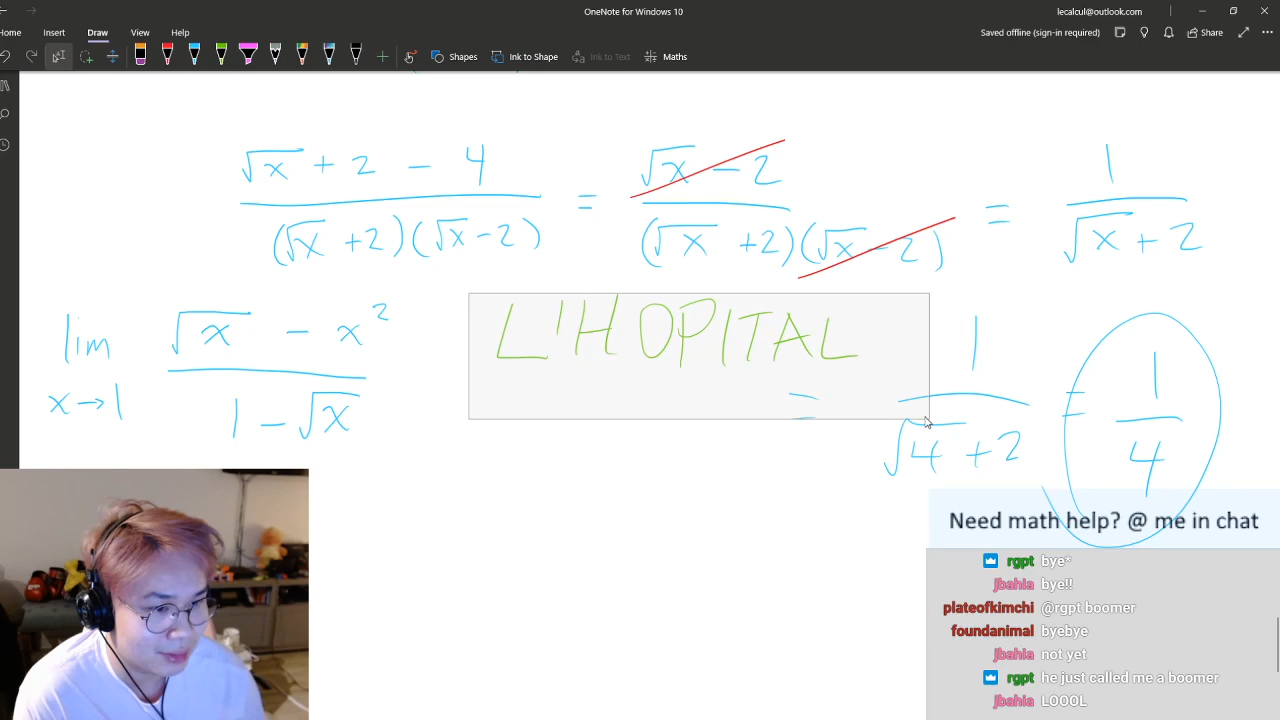 OneNote for Windows 10
lecalcul@outlook.com
Home Insert Draw View Help
Saved offline (sign-in required)
Share
Shapes Ink to Shape Ink to Text Maths
√x + 2 - 4 / (√x + 2)(√x - 2) = √x - 2 / (√x + 2)(√x - 2) = 1 / √x + 2
lim x→1 √x - x² / 1 - √x
L'HOPITAL
= 1 / √4 + 2 = 1 / 4
Need math help? @ me in chat
rgpt bye*
jbahia bye!!
plateofkimchi @rgpt boomer
foundanimal byebye
jbahia not yet
rgpt he just called me a boomer
jbahia LOOOL